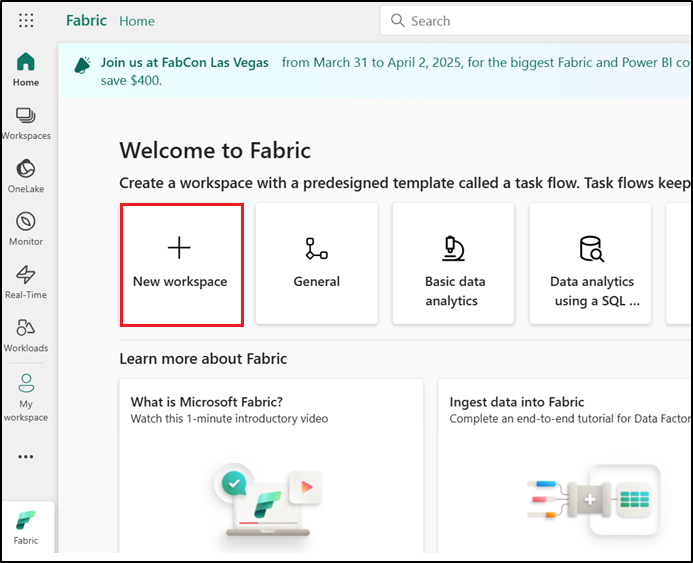 Fabric Home
Search
Home
Workspaces
OneLake
Monitor
Real-Time
Workloads
My
workspace
Fabric
Join us at FabCon Las Vegas from March 31 to April 2, 2025, for the biggest Fabric and Power BI co
save $400.
Welcome to Fabric
Create a workspace with a predesigned template called a task flow. Task flows keep
New workspace
General
Basic data
analytics
Data analytics
using a SQL ...
Learn more about Fabric
What is Microsoft Fabric?
Watch this 1-minute introductory video
Ingest data into Fabric
Complete an end-to-end tutorial for Data Factor